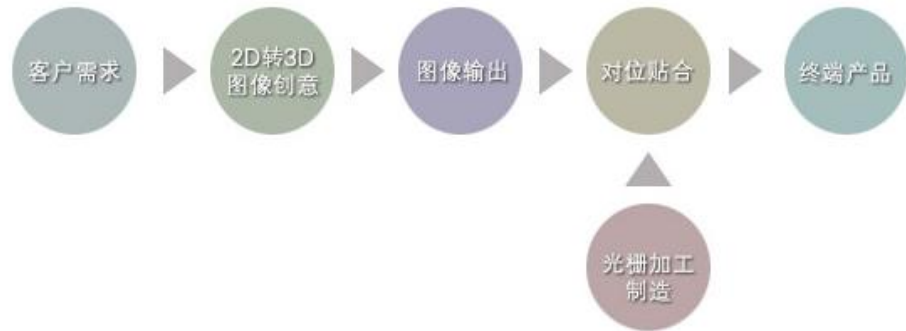 客户需求
2D转3D
图像创意
图像输出
对位贴合
终端产品
光栅加工
制造